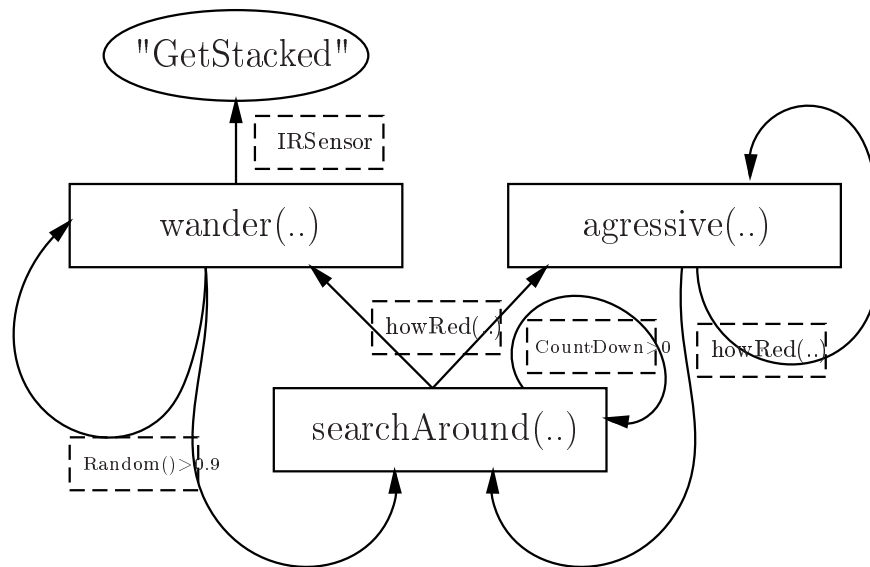 "GetStacked"
IRSensor
wander(..)
agressive(..)
howRed(..)
CountDown>0
howRed(..)
searchAround(..)
Random()>0.9